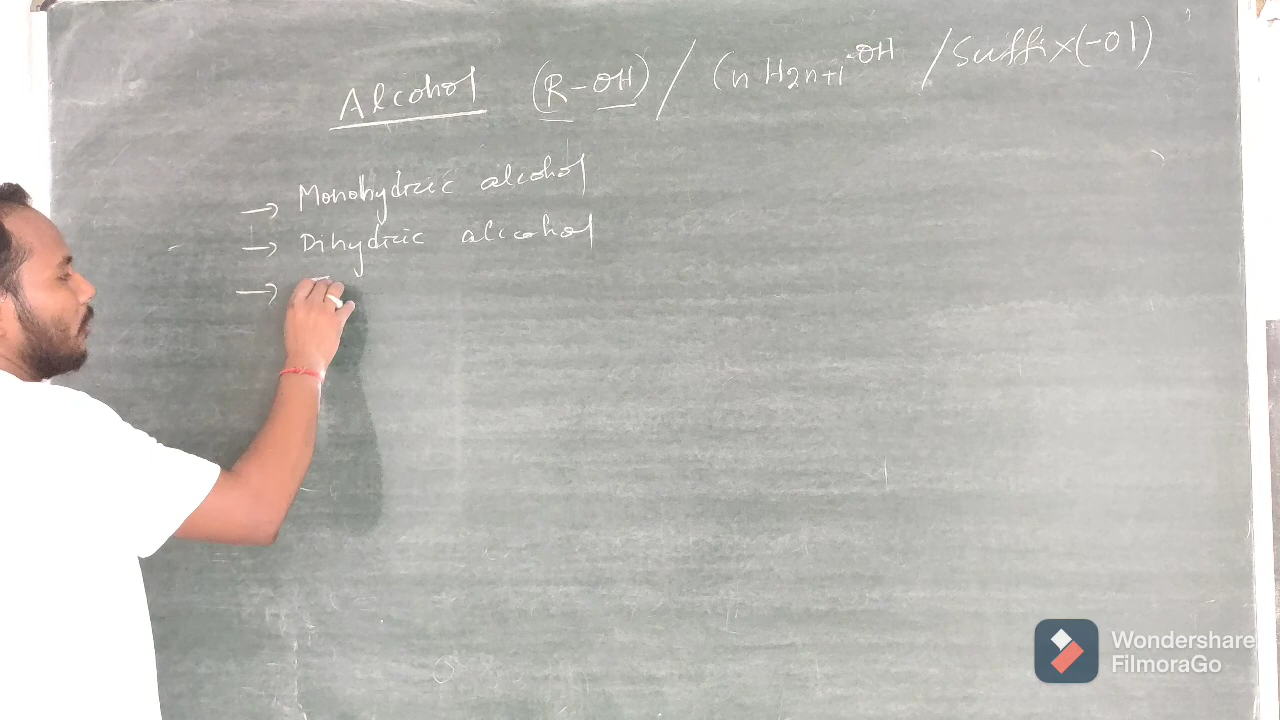 Alcohol (R-OH) / CnH2n+1-OH / Suffix(-ol)
→ Monohydric alcohol
→ Dihydric alcohol
→ T
Wondershare
FilmoraGo